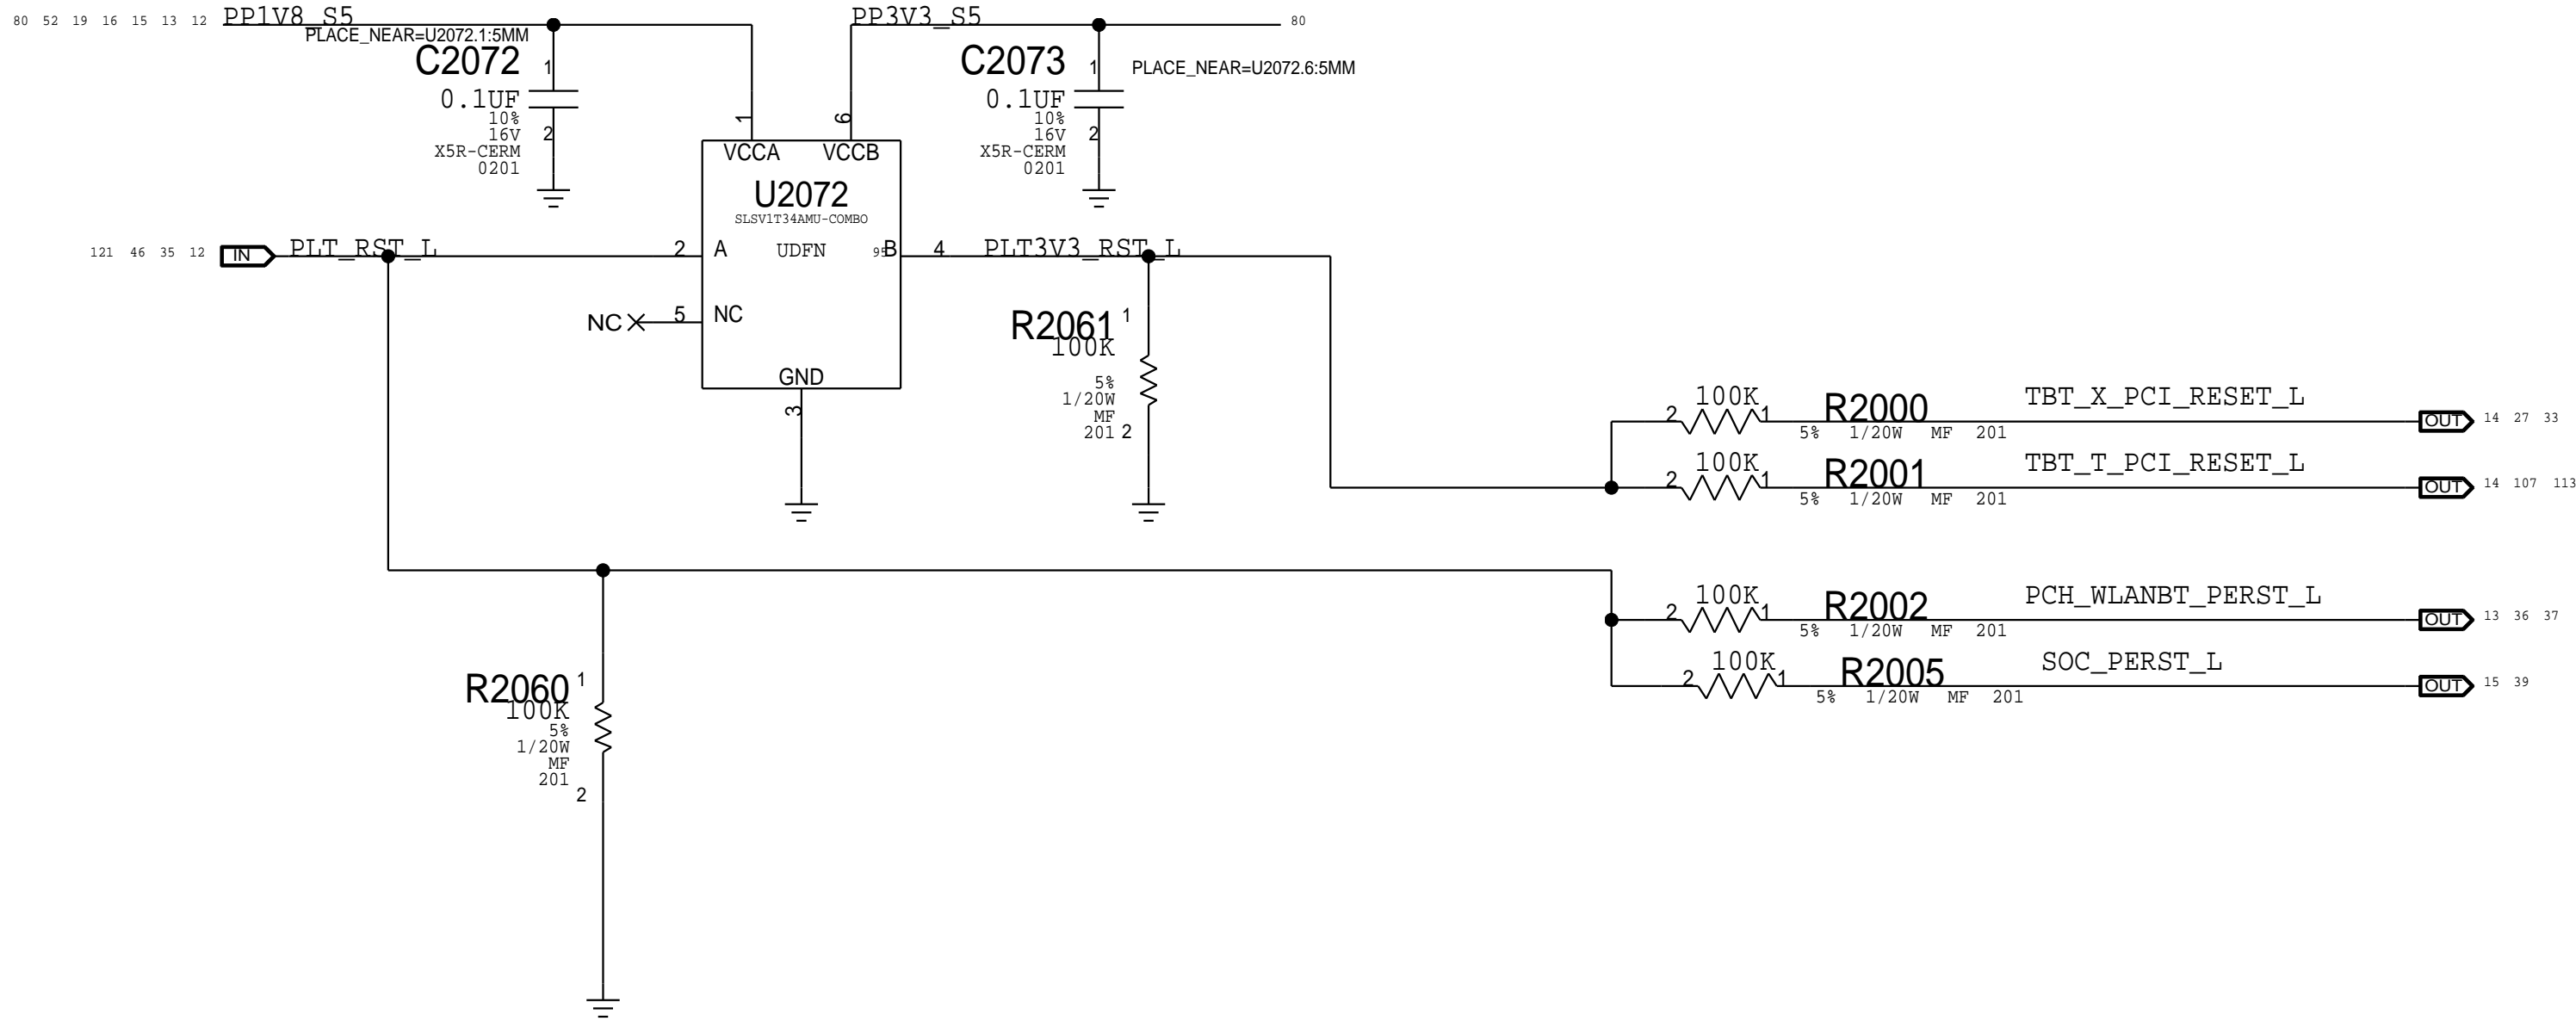 80 52 19 16 15 13 12 PP1V8_S5
PLACE_NEAR=U2072.1:5MM
C2072
1
0.1UF
10%
16V
2
X5R-CERM
0201
PP3V3_S5 80
C2073
1
PLACE_NEAR=U2072.6:5MM
0.1UF
10%
16V
2
X5R-CERM
0201
1
6
VCCA VCCB
U2072
SLSV1T34AMU-COMBO
UDFN
121 46 35 12 IN PLT_RST_L 2 A
95 B 4 PLT3V3_RST_L
NC 5 NC
GND
3
R2061 1
100K
5%
1/20W
MF
201 2
2 100K 1 R2000 TBT_X_PCI_RESET_L OUT 14 27 33
5% 1/20W MF 201
2 100K 1 R2001 TBT_T_PCI_RESET_L OUT 14 107 113
5% 1/20W MF 201
2 100K 1 R2002 PCH_WLANBT_PERST_L OUT 13 36 37
5% 1/20W MF 201
2 100K 1 R2005 SOC_PERST_L OUT 15 39
5% 1/20W MF 201
R2060 1
100K
5%
1/20W
MF
201
2